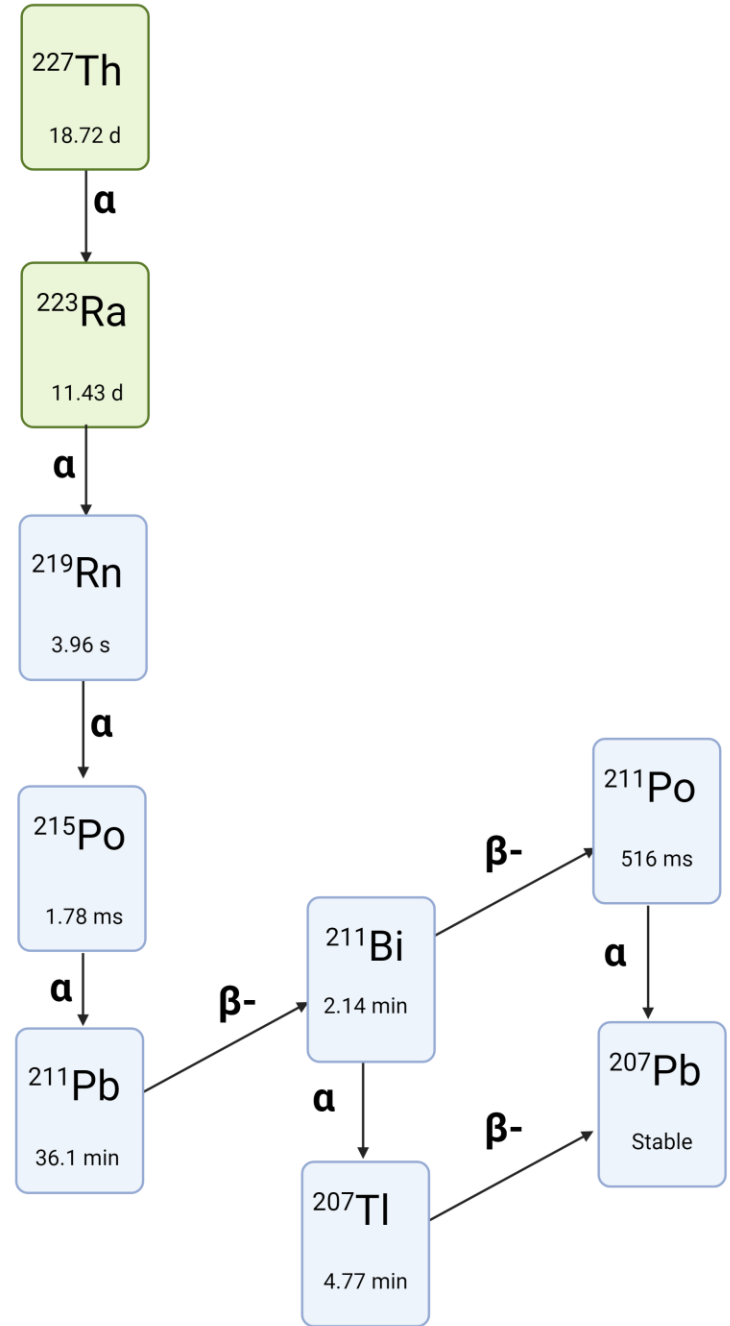 ²²⁷Th
18.72 d
α
²²³Ra
11.43 d
α
²¹⁹Rn
3.96 s
α
²¹⁵Po
1.78 ms
α
²¹¹Pb
36.1 min
β-
²¹¹Bi
2.14 min
β-
²¹¹Po
516 ms
α
α
²⁰⁷Tl
4.77 min
β-
²⁰⁷Pb
Stable